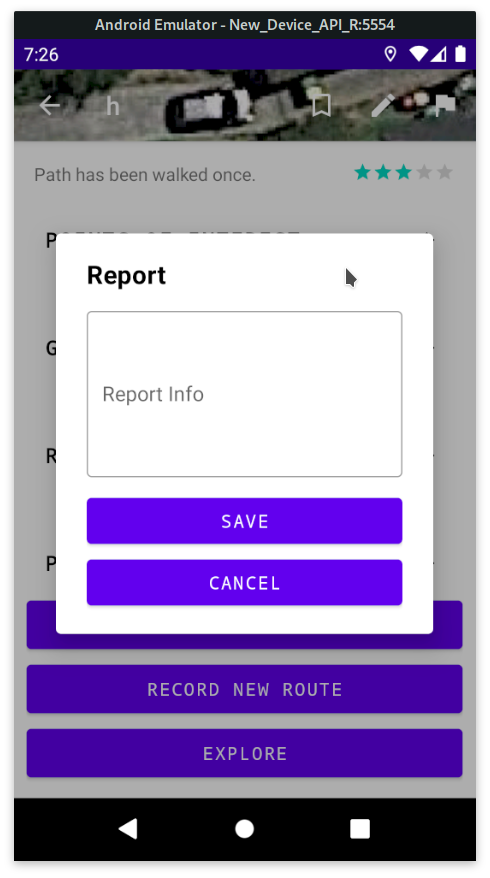 Android Emulator - New_Device_API_R:5554
7:26
h
Path has been walked once.
P
Report
G
Report Info
R
SAVE
P
CANCEL
RECORD NEW ROUTE
EXPLORE